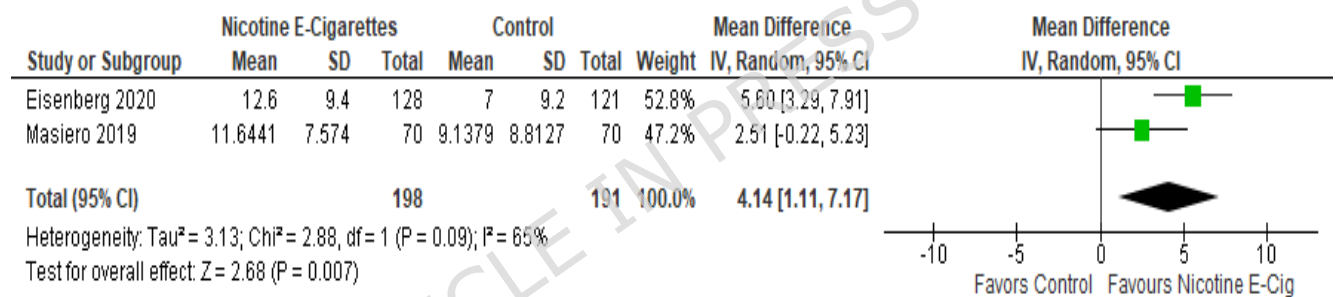 Nicotine E-Cigarettes Control Mean Difference Mean Difference
Study or Subgroup Mean SD Total Mean SD Total Weight IV, Random, 95% CI IV, Random, 95% CI
Eisenberg 2020 12.6 9.4 128 7 9.2 121 52.8% 5.60 [3.29, 7.91]
Masiero 2019 11.6441 7.574 70 9.1379 8.8127 70 47.2% 2.51 [-0.22, 5.23]
Total (95% CI) 198 191 100.0% 4.14 [1.11, 7.17]
Heterogeneity: Tau² = 3.13; Chi² = 2.88, df = 1 (P = 0.09); I² = 65%
Test for overall effect: Z = 2.68 (P = 0.007)
-10 -5 0 5 10
Favors Control Favours Nicotine E-Cig
ICLE IN PRESS